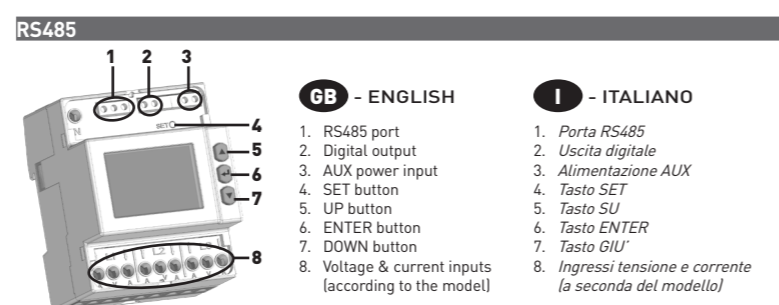 RS485
1 2 3
4
5
6
7
8
N
SET
L2
GB - ENGLISH
1. RS485 port
2. Digital output
3. AUX power input
4. SET button
5. UP button
6. ENTER button
7. DOWN button
8. Voltage & current inputs
(according to the model)
I - ITALIANO
1. Porta RS485
2. Uscita digitale
3. Alimentazione AUX
4. Tasto SET
5. Tasto SU
6. Tasto ENTER
7. Tasto GIU´
8. Ingressi tensione e corrente
(a seconda del modello)